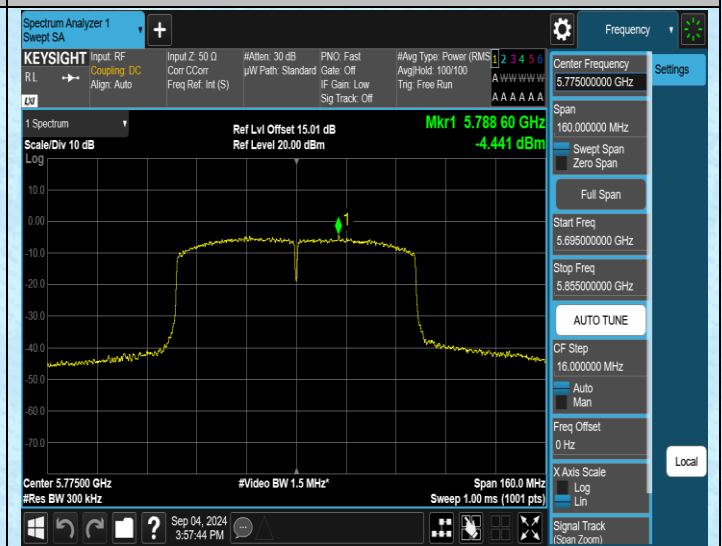 Spectrum Analyzer 1
Swept SA
+
Frequency
KEYSIGHT
Input: RF
Coupling: DC
Align: Auto
Input Z: 50 Ω
Corr CCorr
Freq Ref: Int (S)
#Atten: 30 dB
µW Path: Standard
PNO: Fast
Gate: Off
IF Gain: Low
Sig Track: Off
#Avg Type: Power (RMS
Avg|Hold: 100/100
Trig: Free Run
1 2 3 4 5 6
A W W W W W
A A A A A A
R L
LXI
Settings
1 Spectrum
Scale/Div 10 dB
Ref Lvl Offset 15.01 dB
Ref Level 20.00 dBm
Mkr1 5.788 60 GHz
-4.441 dBm
Log
10.0
0.00
-10.0
-20.0
-30.0
-40.0
-50.0
-60.0
-70.0
1
Center 5.77500 GHz
#Res BW 300 kHz
#Video BW 1.5 MHz*
Span 160.0 MHz
Sweep 1.00 ms (1001 pts)
Center Frequency
5.775000000 GHz
Span
160.000000 MHz
Swept Span
Zero Span
Full Span
Start Freq
5.695000000 GHz
Stop Freq
5.855000000 GHz
AUTO TUNE
CF Step
16.000000 MHz
Auto
Man
Freq Offset
0 Hz
X Axis Scale
Log
Lin
Signal Track
(Span Zoom)
Local
?
Sep 04, 2024
3:57:44 PM